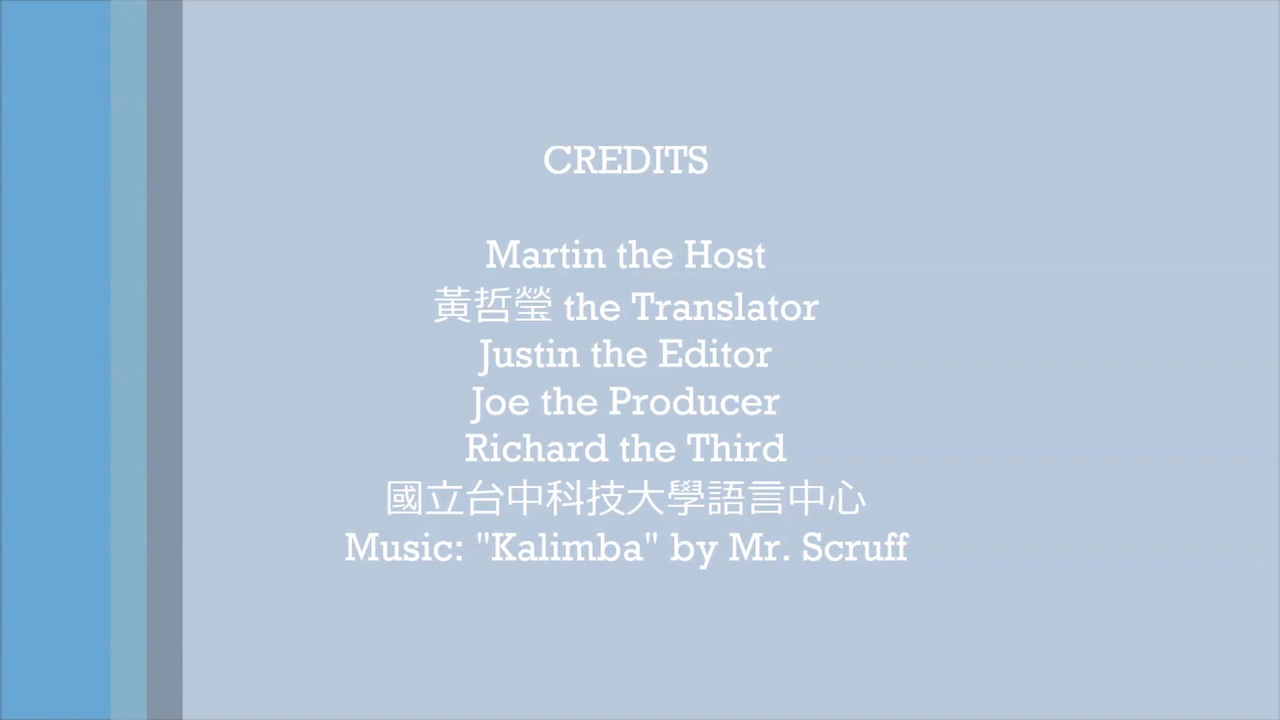 CREDITS
Martin the Host
黃哲瑩 the Translator
Justin the Editor
Joe the Producer
Richard the Third
國立台中科技大學語言中心
Music: "Kalimba" by Mr. Scruff